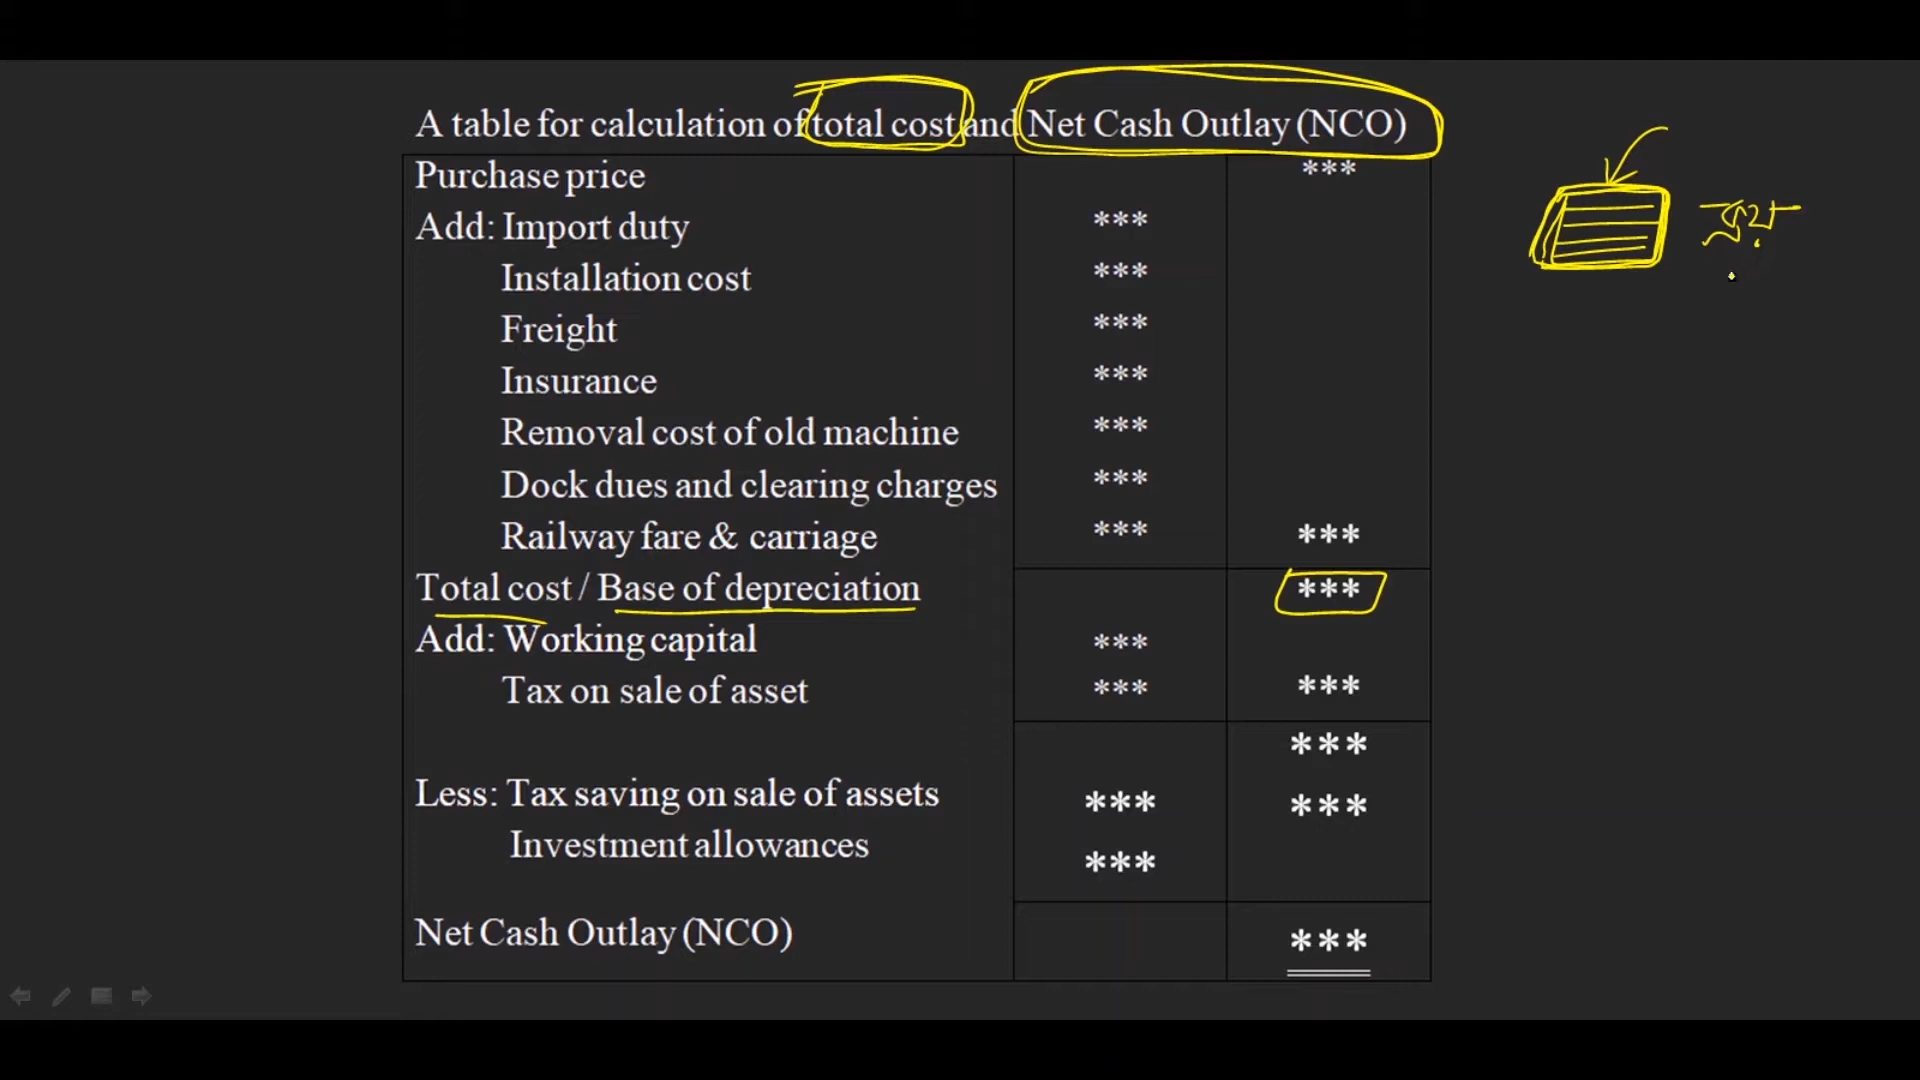 A table for calculation of total cost and Net Cash Outlay (NCO)
Purchase price ***
Add: Import duty ***
Installation cost ***
Freight ***
Insurance ***
Removal cost of old machine ***
Dock dues and clearing charges ***
Railway fare & carriage *** ***
Total cost / Base of depreciation ***
Add: Working capital ***
Tax on sale of asset *** ***
***
Less: Tax saving on sale of assets *** ***
Investment allowances ***
Net Cash Outlay (NCO) ***